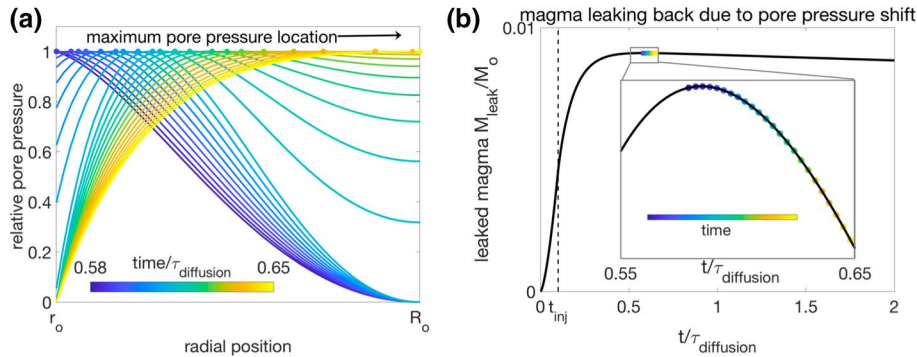 (a)
maximum pore pressure location
1
0.8
0.6
0.4
0.2
0
relative pore pressure
0.58
time/τdiffusion
0.65
ro
Ro
radial position
(b)
magma leaking back due to pore pressure shift
0.01
0
leaked magma Mleak/Mo
time
0.55
t/τdiffusion
0.65
0
tinj
0.5
1
1.5
2
t/τdiffusion